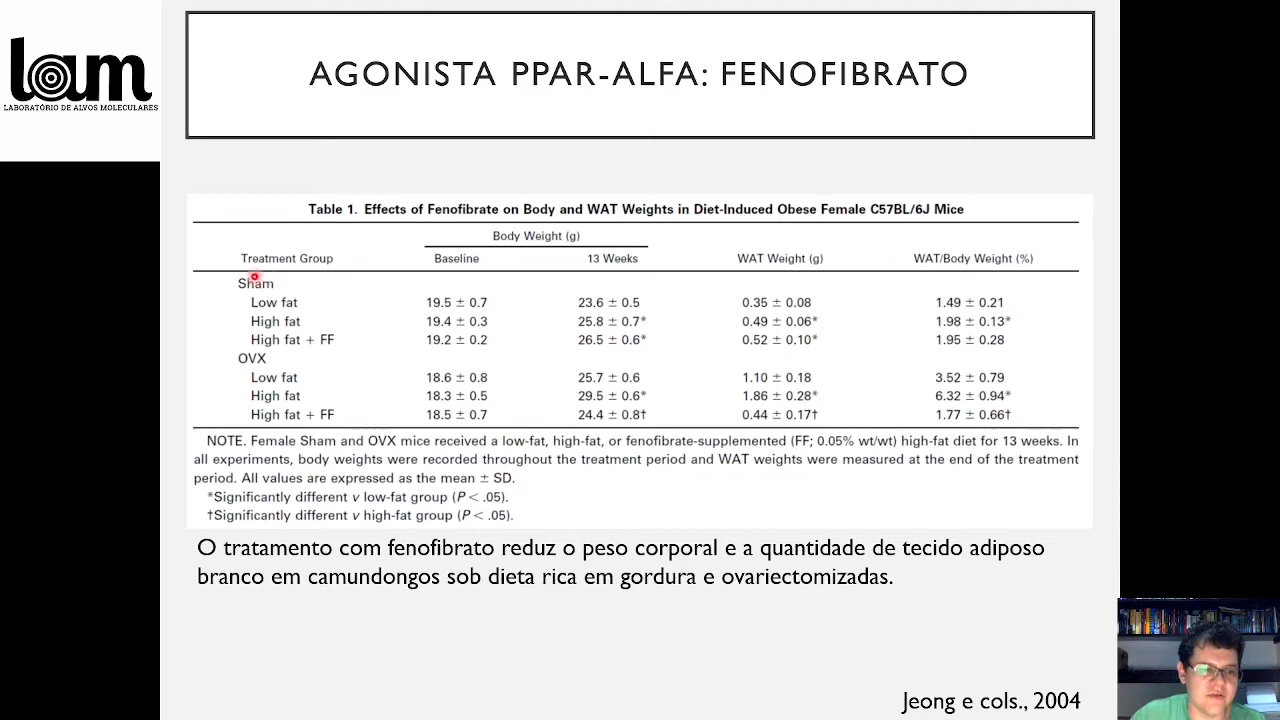 lam
LABORATÓRIO DE ALVOS MOLECULARES
AGONISTA PPAR-ALFA: FENOFIBRATO
Table 1. Effects of Fenofibrate on Body and WAT Weights in Diet-Induced Obese Female C57BL/6J Mice
Body Weight (g)
Treatment Group Baseline 13 Weeks WAT Weight (g) WAT/Body Weight (%)
Sham
Low fat 19.5 ± 0.7 23.6 ± 0.5 0.35 ± 0.08 1.49 ± 0.21
High fat 19.4 ± 0.3 25.8 ± 0.7* 0.49 ± 0.06* 1.98 ± 0.13*
High fat + FF 19.2 ± 0.2 26.5 ± 0.6* 0.52 ± 0.10* 1.95 ± 0.28
OVX
Low fat 18.6 ± 0.8 25.7 ± 0.6 1.10 ± 0.18 3.52 ± 0.79
High fat 18.3 ± 0.5 29.5 ± 0.6* 1.86 ± 0.28* 6.32 ± 0.94*
High fat + FF 18.5 ± 0.7 24.4 ± 0.8† 0.44 ± 0.17† 1.77 ± 0.66†
NOTE. Female Sham and OVX mice received a low-fat, high-fat, or fenofibrate-supplemented (FF; 0.05% wt/wt) high-fat diet for 13 weeks. In
all experiments, body weights were recorded throughout the treatment period and WAT weights were measured at the end of the treatment
period. All values are expressed as the mean ± SD.
*Significantly different v low-fat group (P < .05).
†Significantly different v high-fat group (P < .05).
O tratamento com fenofibrato reduz o peso corporal e a quantidade de tecido adiposo
branco em camundongos sob dieta rica em gordura e ovariectomizadas.
Jeong e cols., 2004